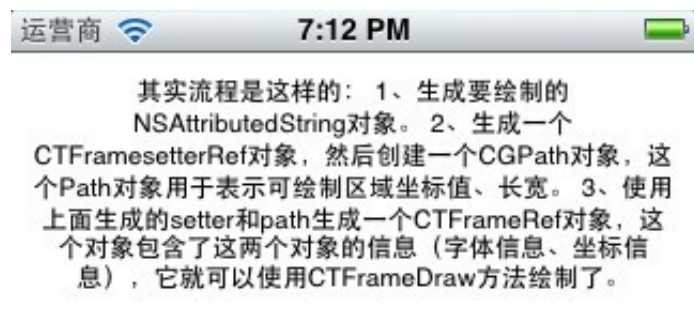 运营商 7:12 PM
其实流程是这样的： 1、生成要绘制的
NSAttributedString对象。 2、生成一个
CTFramesetterRef对象，然后创建一个CGPath对象，这
个Path对象用于表示可绘制区域坐标值、长宽。 3、使用
上面生成的setter和path生成一个CTFrameRef对象，这
个对象包含了这两个对象的信息（字体信息、坐标信
息），它就可以使用CTFrameDraw方法绘制了。